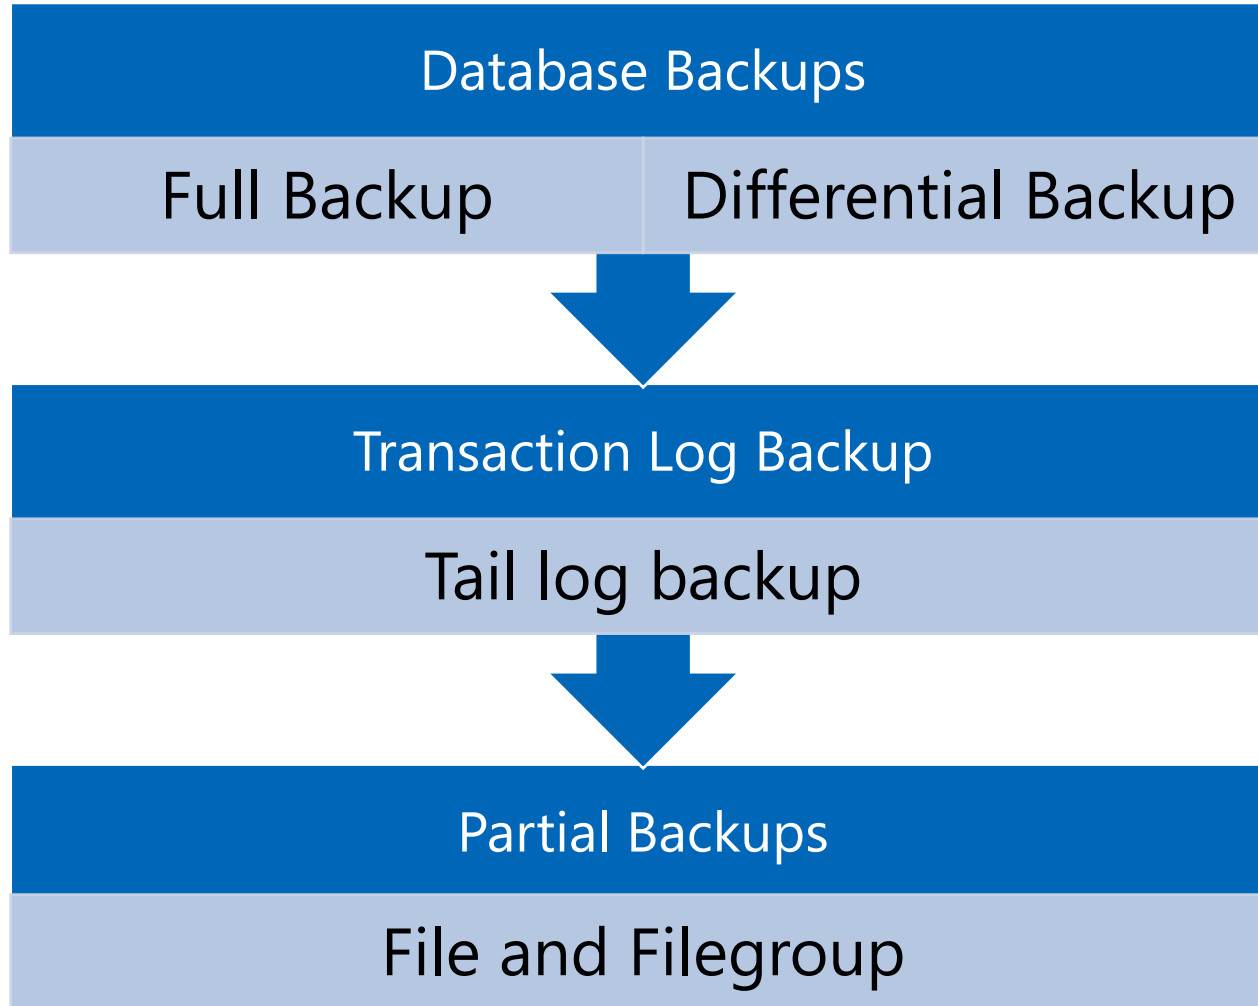 Database Backups
Full Backup
Differential Backup
Transaction Log Backup
Tail log backup
Partial Backups
File and Filegroup